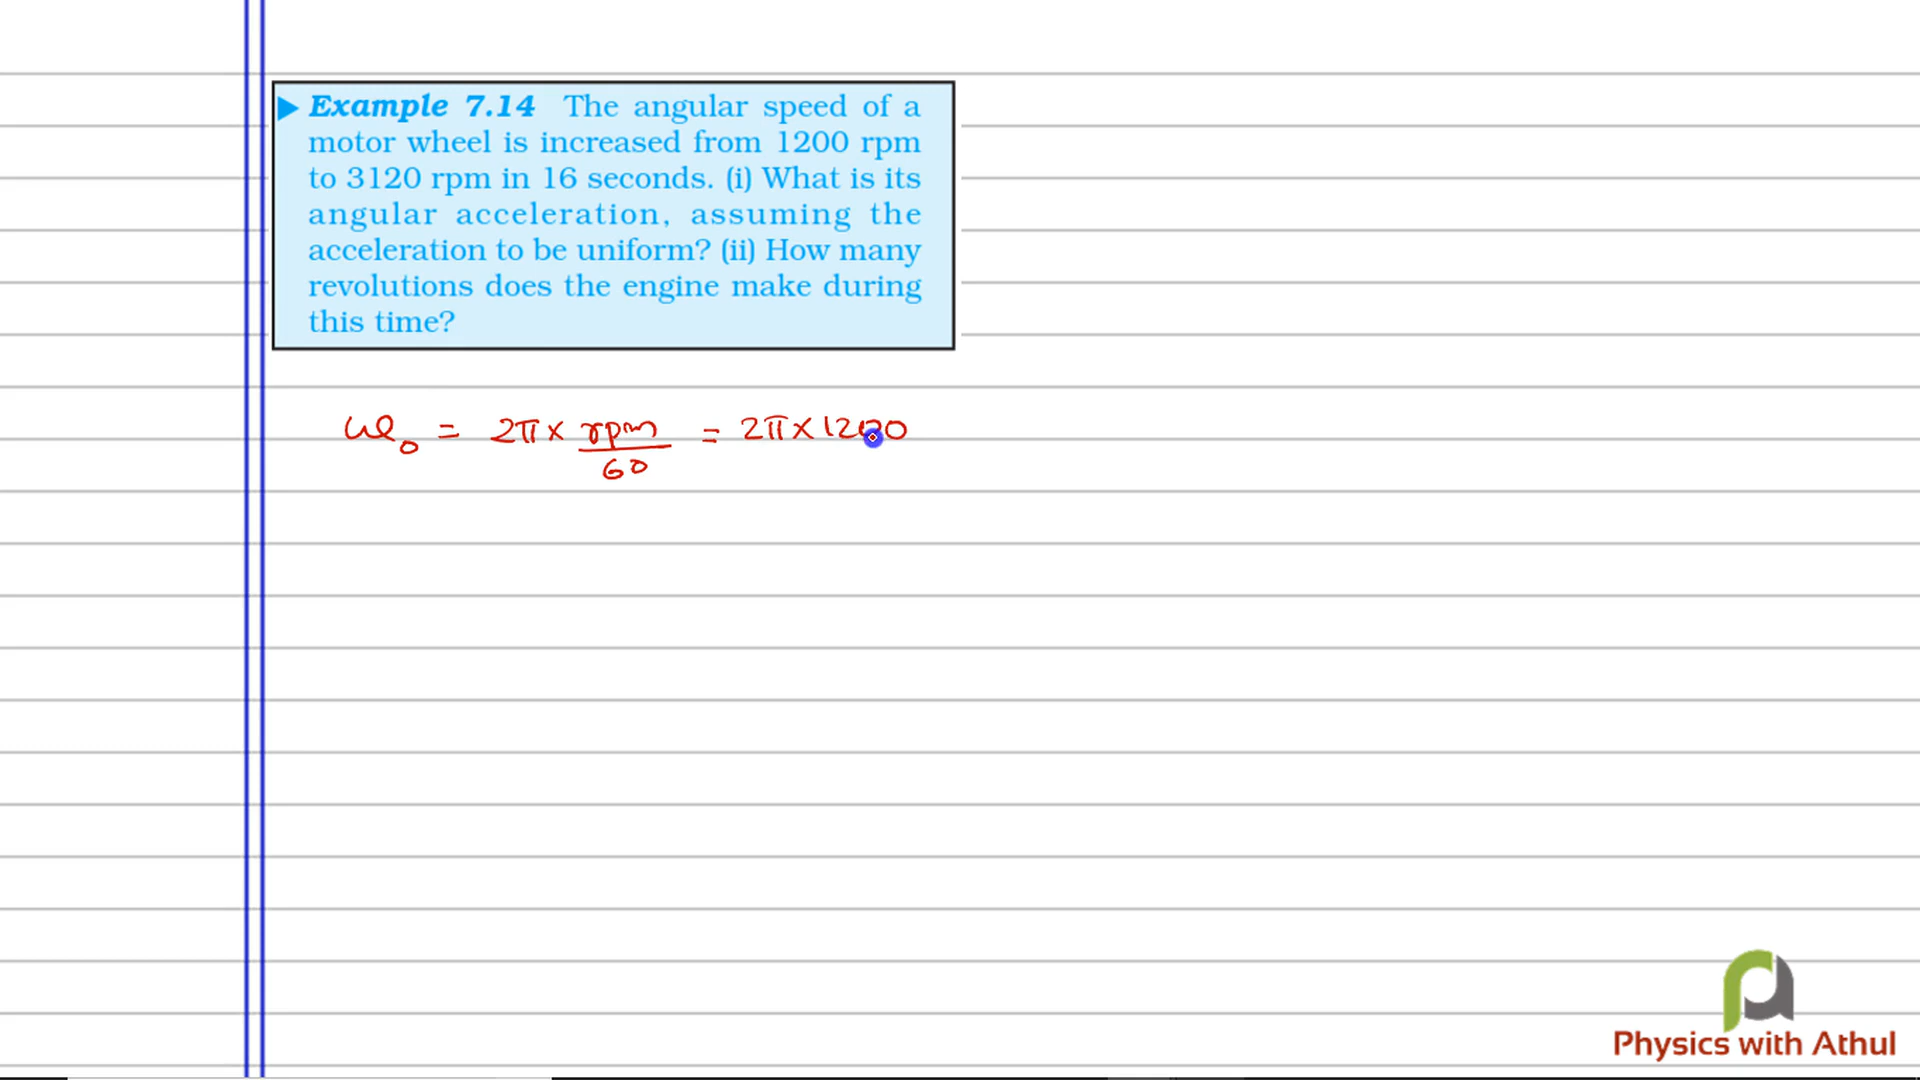 Example 7.14 The angular speed of a
motor wheel is increased from 1200 rpm
to 3120 rpm in 16 seconds. (i) What is its
angular acceleration, assuming the
acceleration to be uniform? (ii) How many
revolutions does the engine make during
this time?
ω₀ = 2π × rpm/60 = 2π × 1200
Physics with Athul